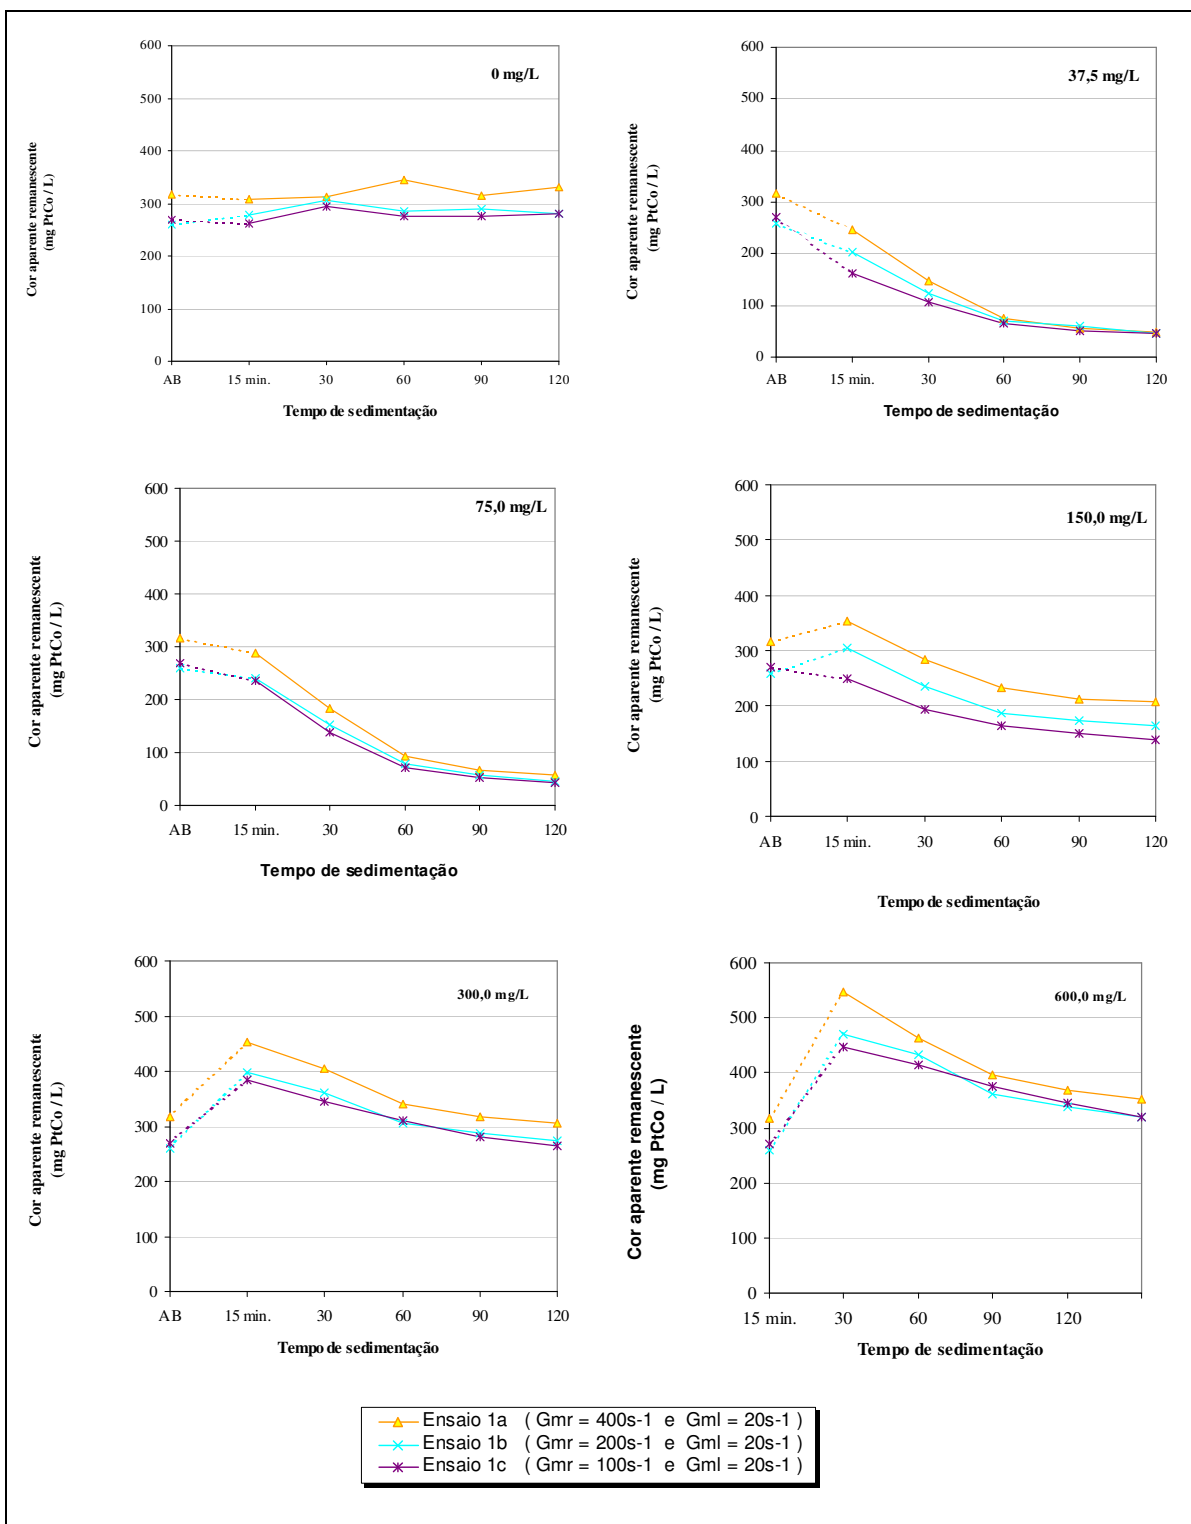 0 mg/L
Cor aparente remanescente
(mg PtCo / L)
600
500
400
300
200
100
0
AB 15 min. 30 60 90 120
Tempo de sedimentação
37,5 mg/L
Cor aparente remanescente
(mg PtCo / L)
600
500
400
300
200
100
0
AB 15 min. 30 60 90 120
Tempo de sedimentação
75,0 mg/L
Cor aparente remanescente
(mg PtCo / L)
600
500
400
300
200
100
0
AB 15 min. 30 60 90 120
Tempo de sedimentação
150,0 mg/L
Cor aparente remanescente
(mg PtCo / L)
600
500
400
300
200
100
0
AB 15 min. 30 60 90 120
Tempo de sedimentação
300,0 mg/L
Cor aparente remanescente
(mg PtCo / L)
600
500
400
300
200
100
0
AB 15 min. 30 60 90 120
Tempo de sedimentação
600,0 mg/L
Cor aparente remanescente
(mg PtCo / L)
600
500
400
300
200
100
0
15 min. 30 60 90 120
Tempo de sedimentação
Ensaio 1a ( Gmr = 400s-1 e Gml = 20s-1 )
Ensaio 1b ( Gmr = 200s-1 e Gml = 20s-1 )
Ensaio 1c ( Gmr = 100s-1 e Gml = 20s-1 )